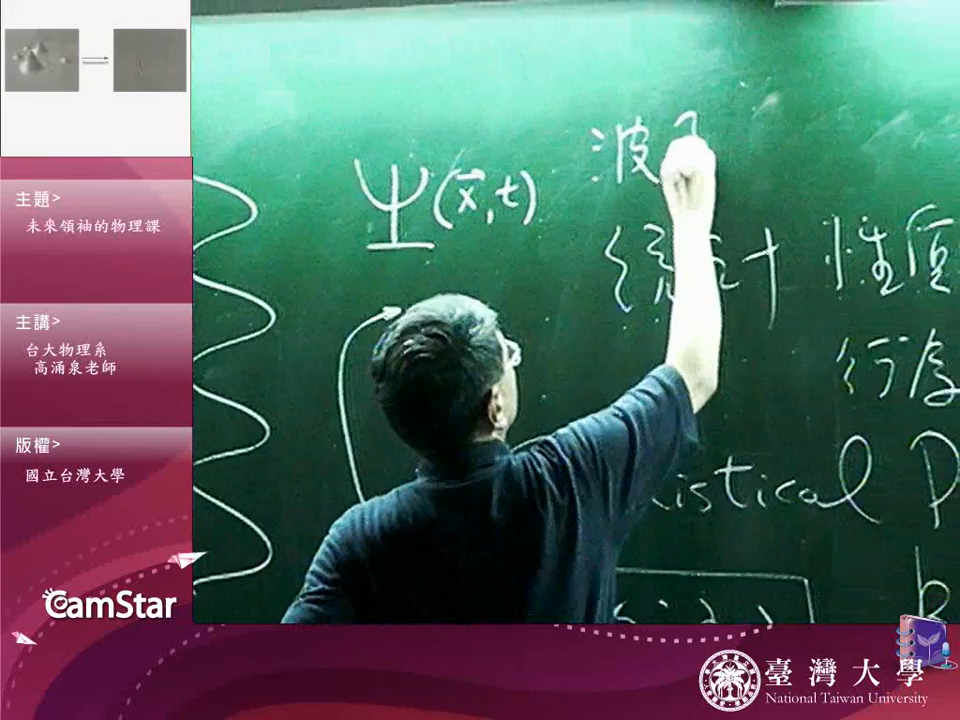 主題>
未來領袖的物理課
主講>
台大物理系
高涌泉老師
版權>
國立台灣大學
CamStar
Ψ(x⃗,t)
波
統計性質
行為
istical P
臺灣大學
National Taiwan University